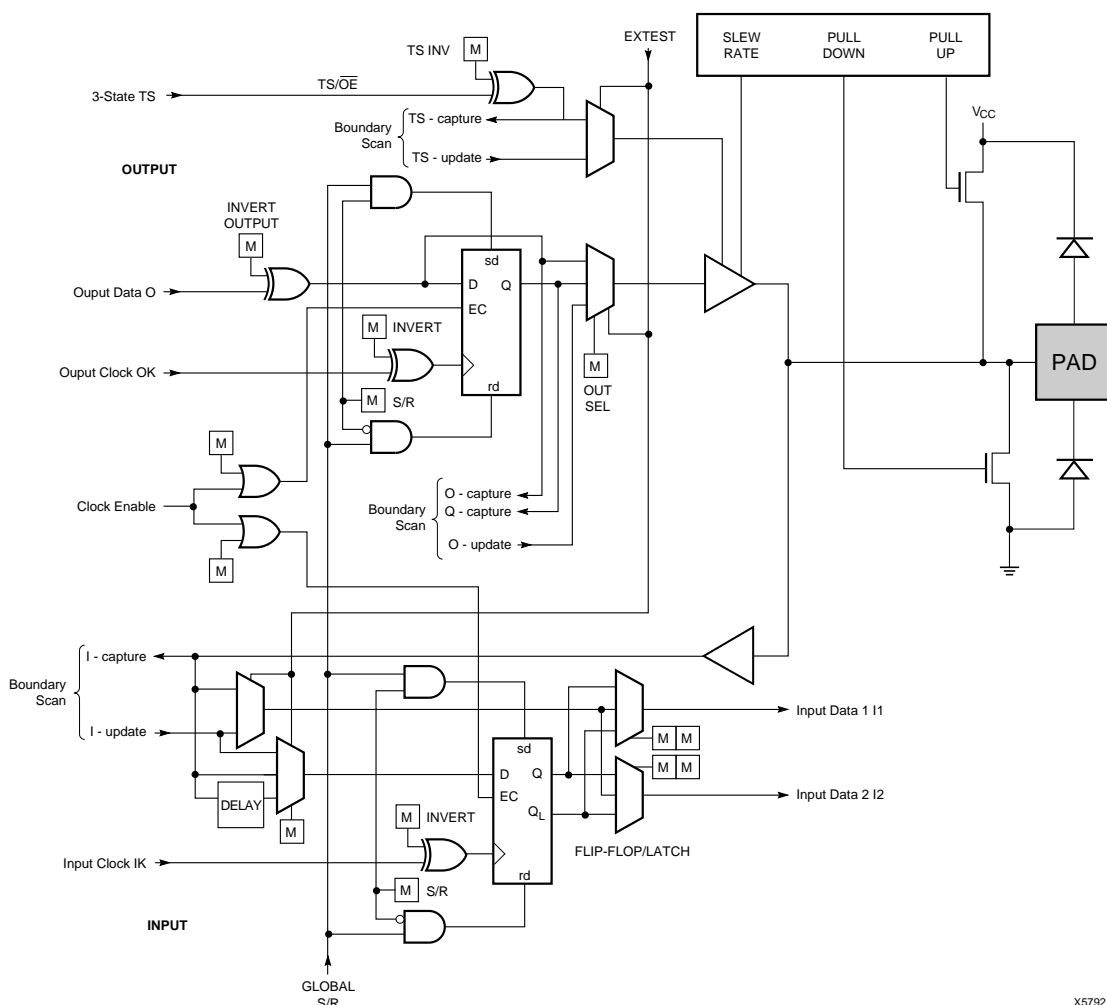 EXTEST
SLEW
RATE
PULL
DOWN
PULL
UP
TS INV
M
TS/OE
3-State TS
VCC
Boundary
Scan
TS - capture
TS - update
OUTPUT
INVERT
OUTPUT
M
sd
D
Q
EC
Ouput Data O
M
INVERT
PAD
Ouput Clock OK
M
rd
OUT
SEL
M
S/R
M
Clock Enable
Boundary
Scan
O - capture
Q - capture
O - update
M
I - capture
Boundary
Scan
I - update
Input Data 1 I1
M
M
sd
D
Q
M
M
EC
Input Data 2 I2
DELAY
M
M
INVERT
QL
FLIP-FLOP/LATCH
Input Clock IK
rd
M
S/R
INPUT
GLOBAL
S/R
X5792